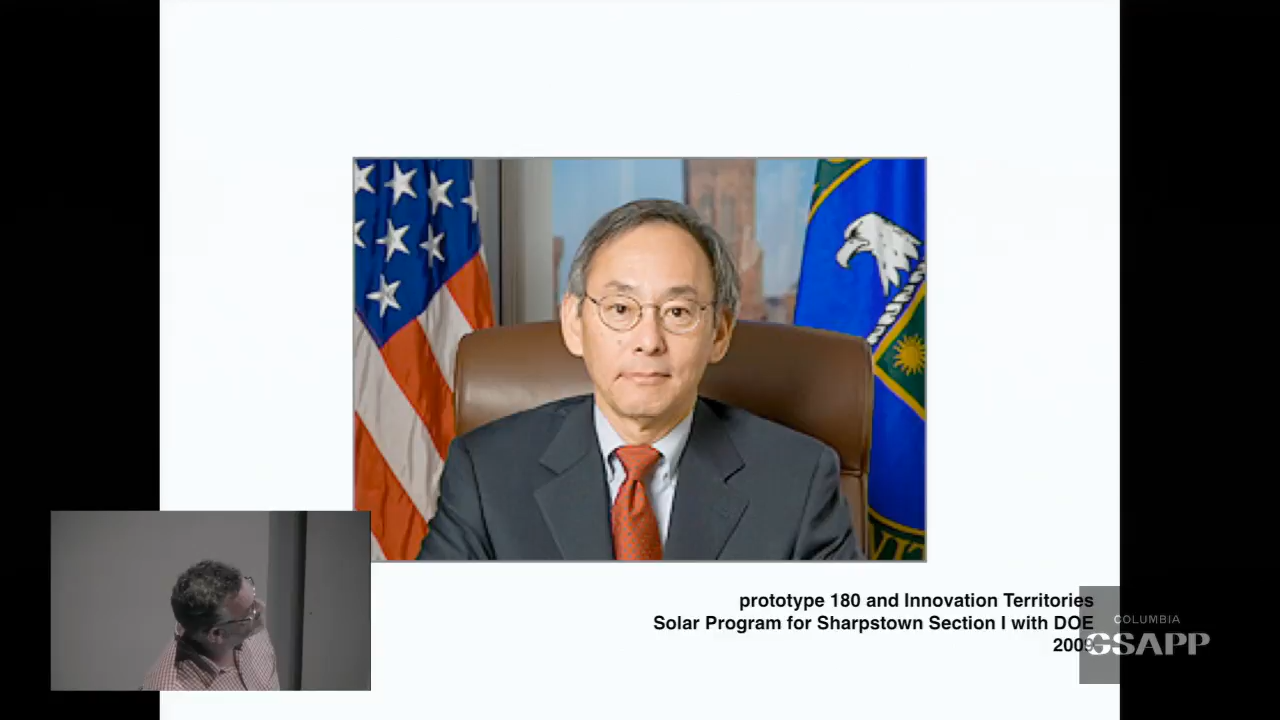 prototype 180 and Innovation Territories
Solar Program for Sharpstown Section I with DOE
2009
COLUMBIA
GSAPP